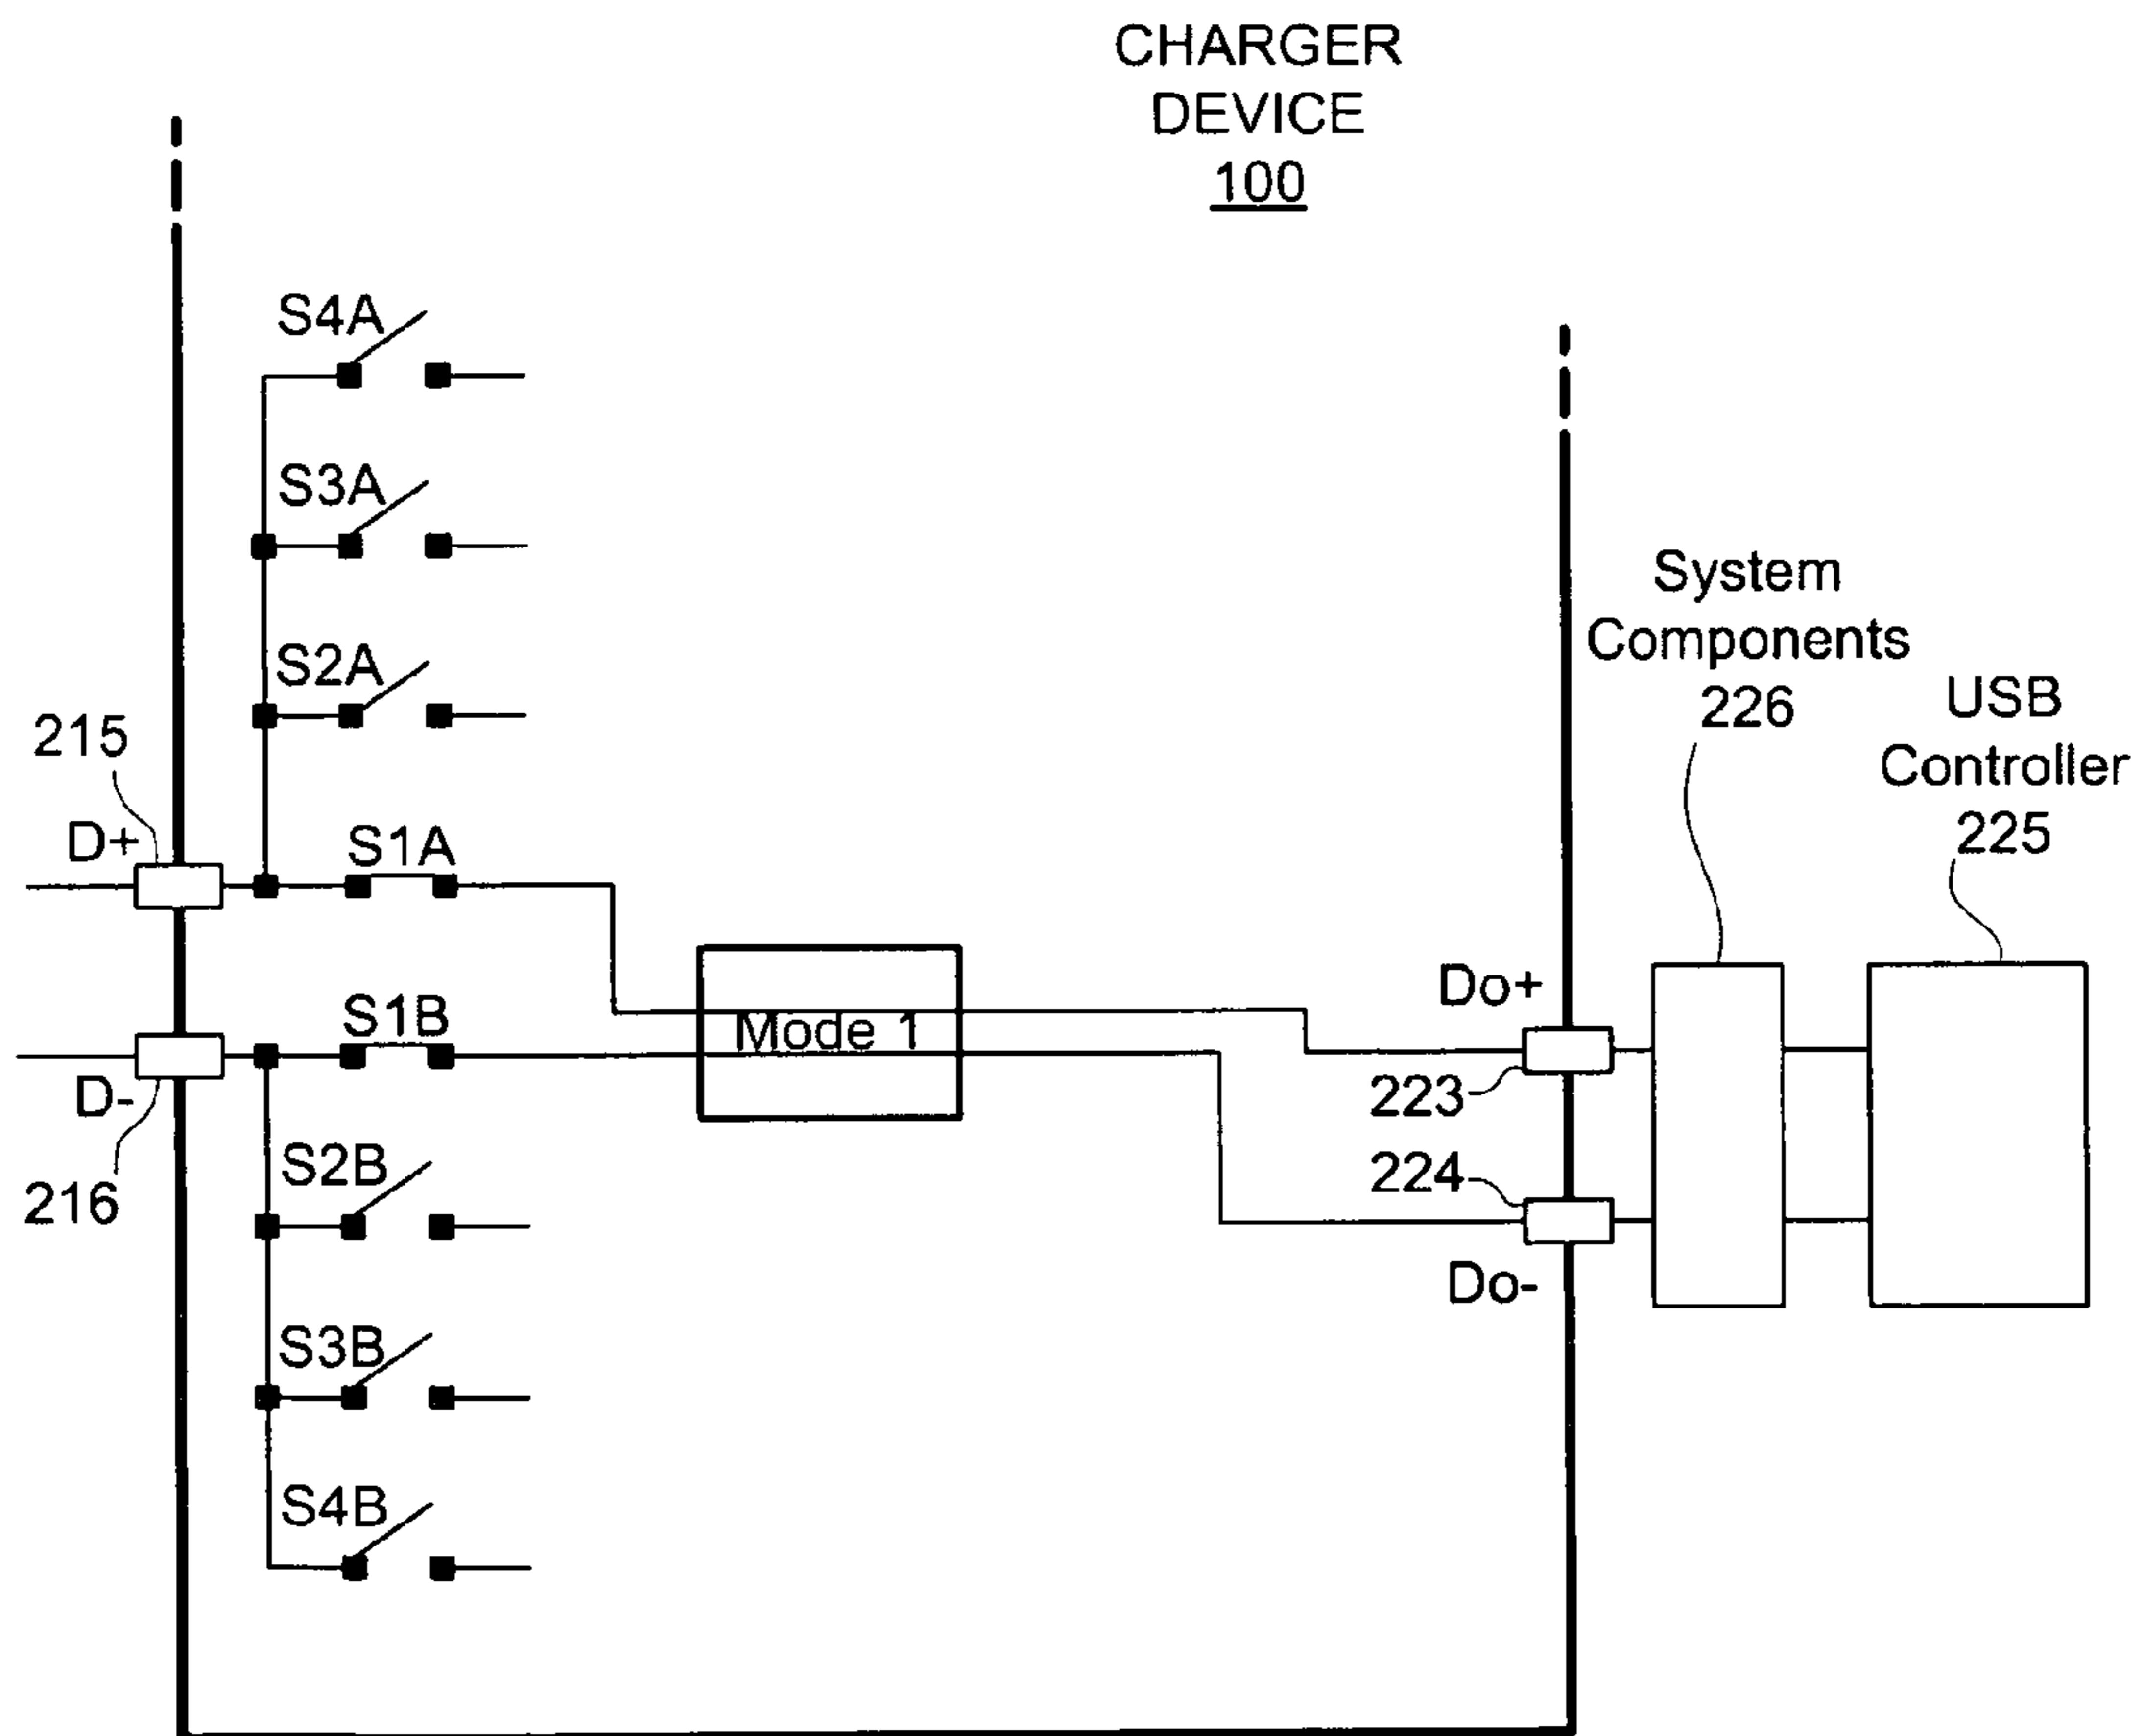 CHARGER
DEVICE
100
S4A
S3A
S2A
215
D+
S1A
System
Components
226
USB
Controller
225
S1B
Mode 1
Do+
223
D-
216
S2B
224
Do-
S3B
S4B